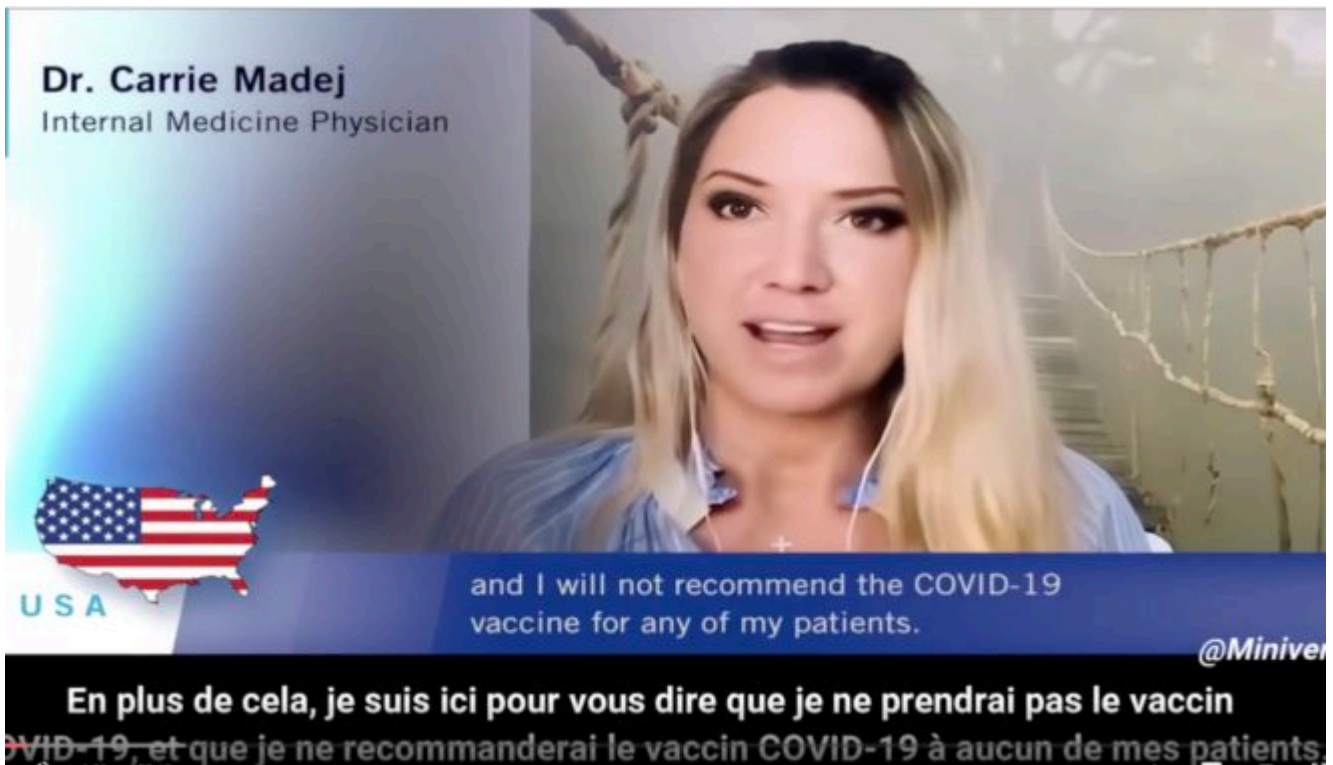 Dr. Carrie Madej
Internal Medicine Physician
USA
and I will not recommend the COVID-19
vaccine for any of my patients.
@Miniver
En plus de cela, je suis ici pour vous dire que je ne prendrai pas le vaccin
OVID-19, et que je ne recommanderai le vaccin COVID-19 à aucun de mes patients.